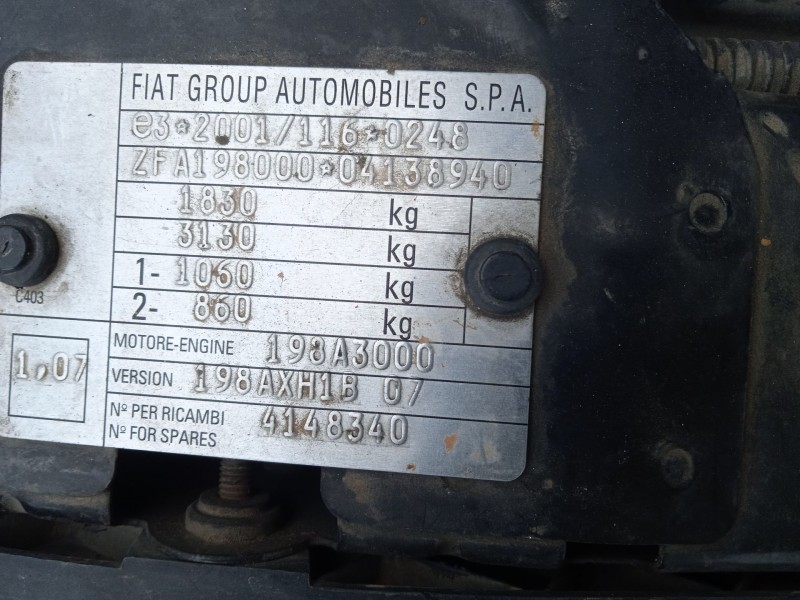 FIAT GROUP AUTOMOBILES S.P.A.
e3*2001/116*0248
ZFA198000*04138940
1830 kg
3130 kg
1- 1060 kg
2- 860 kg
C403
1,07
MOTORE-ENGINE 198A3000
VERSION 198AXH1B 07
Nº PER RICAMBI
Nº FOR SPARES 4148340